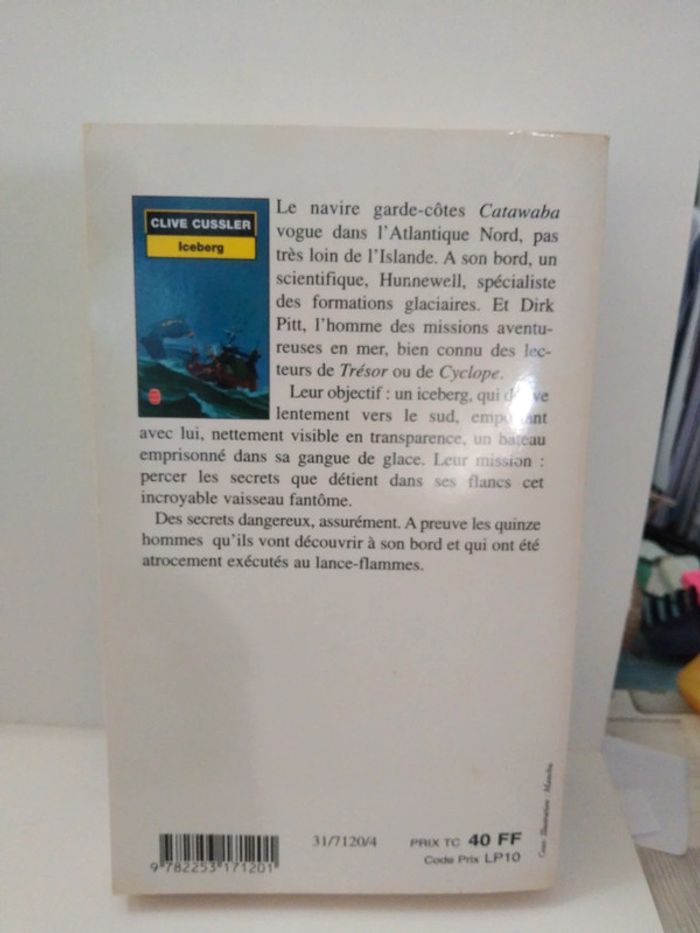 CLIVE CUSSLER
Iceberg
Le navire garde-côtes Catawaba
vogue dans l'Atlantique Nord, pas
très loin de l'Islande. A son bord, un
scientifique, Hunnewell, spécialiste
des formations glaciaires. Et Dirk
Pitt, l'homme des missions aventu-
reuses en mer, bien connu des lec-
teurs de Trésor ou de Cyclope.
Leur objectif : un iceberg, qui dérive
lentement vers le sud, emportant
avec lui, nettement visible en transparence, un bateau
emprisonné dans sa gangue de glace. Leur mission :
percer les secrets que détient dans ses flancs cet
incroyable vaisseau fantôme.
Des secrets dangereux, assurément. A preuve les quinze
hommes qu'ils vont découvrir à son bord et qui ont été
atrocement exécutés au lance-flammes.
31/7120/4
PRIX TC 40 FF
Code Prix LP10
9 782253 171201